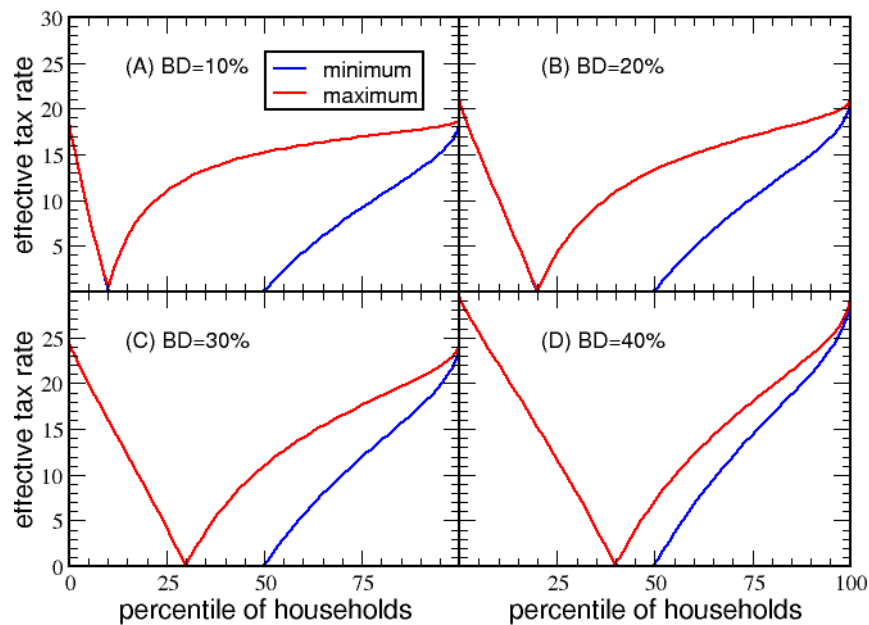 30
25
20
15
10
5
effective tax rate
(A) BD=10%
minimum
maximum
(B) BD=20%
25
20
15
10
5
0
effective tax rate
(C) BD=30%
(D) BD=40%
0 25 50 75
25 50 75 100
percentile of households
percentile of households